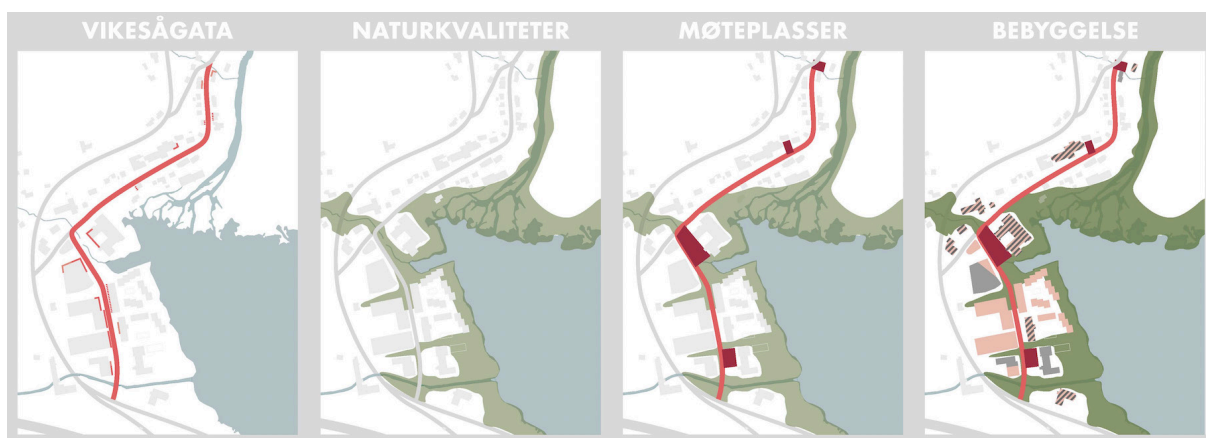 VIKESÅGATA
NATURKVALITETER
MØTEPLASSER
BEBYGGELSE